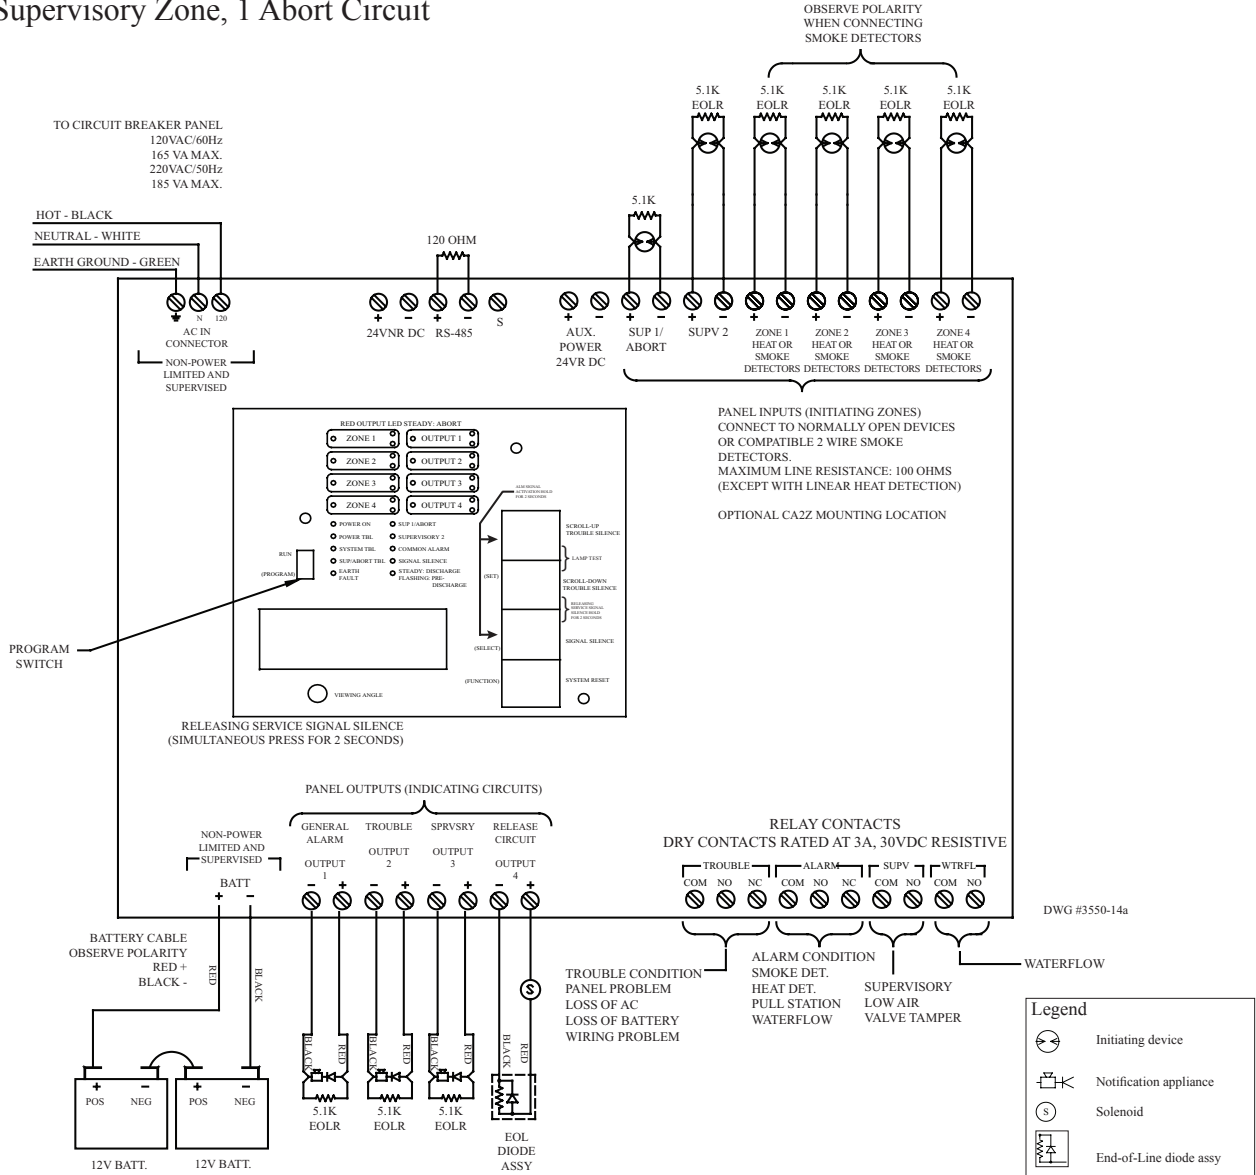 Supervisory Zone, 1 Abort Circuit
OBSERVE POLARITY
WHEN CONNECTING
SMOKE DETECTORS
5.1K
EOLR
5.1K
EOLR
5.1K
EOLR
5.1K
EOLR
5.1K
EOLR
TO CIRCUIT BREAKER PANEL
120VAC/60Hz
165 VA MAX.
220VAC/50Hz
185 VA MAX.
HOT - BLACK
NEUTRAL - WHITE
EARTH GROUND - GREEN
120 OHM
5.1K
N 120
AC IN
CONNECTOR
NON-POWER
LIMITED AND
SUPERVISED
+ −
24VNR DC
+ −
RS-485
S
+ −
AUX.
POWER
24VR DC
+ −
SUP 1/
ABORT
+ −
SUPV 2
+ −
ZONE 1
HEAT OR
SMOKE
DETECTORS
+ −
ZONE 2
HEAT OR
SMOKE
DETECTORS
+ −
ZONE 3
HEAT OR
SMOKE
DETECTORS
+ −
ZONE 4
HEAT OR
SMOKE
DETECTORS
PANEL INPUTS (INITIATING ZONES)
CONNECT TO NORMALLY OPEN DEVICES
OR COMPATIBLE 2 WIRE SMOKE
DETECTORS.
MAXIMUM LINE RESISTANCE: 100 OHMS
(EXCEPT WITH LINEAR HEAT DETECTION)
OPTIONAL CA2Z MOUNTING LOCATION
RED OUTPUT LED STEADY: ABORT
ZONE 1 OUTPUT 1
ZONE 2 OUTPUT 2
ZONE 3 OUTPUT 3
ZONE 4 OUTPUT 4
POWER ON SUP 1/ABORT
POWER TBL SUPERVISORY 2
SYSTEM TBL COMMON ALARM
SUP/ABORT TBL SIGNAL SILENCE
EARTH
FAULT
STEADY: DISCHARGE
FLASHING: PRE-
DISCHARGE
RUN
(PROGRAM)
PROGRAM
SWITCH
ALM SIGNAL
ACTIVATION HOLD
FOR 2 SECONDS
SCROLL-UP
TROUBLE SILENCE
LAMP TEST
(SET)
SCROLL-DOWN
TROUBLE SILENCE
RELEASING
SERVICE SIGNAL
SILENCE HOLD
FOR 2 SECONDS
SIGNAL SILENCE
(SELECT)
(FUNCTION)
SYSTEM RESET
VIEWING ANGLE
RELEASING SERVICE SIGNAL SILENCE
(SIMULTANEOUS PRESS FOR 2 SECONDS)
PANEL OUTPUTS (INDICATING CIRCUITS)
NON-POWER
LIMITED AND
SUPERVISED
BATT
+ −
GENERAL
ALARM
OUTPUT
1
− +
TROUBLE
OUTPUT
2
− +
SPRVSRY
OUTPUT
3
− +
RELEASE
CIRCUIT
OUTPUT
4
− +
RELAY CONTACTS
DRY CONTACTS RATED AT 3A, 30VDC RESISTIVE
TROUBLE ALARM SUPV WTRFL
COM NO NC COM NO NC COM NO COM NO
DWG #3550-14a
BATTERY CABLE
OBSERVE POLARITY
RED +
BLACK -
RED
BLACK
+ −
POS NEG
12V BATT.
+ −
POS NEG
12V BATT.
BLACK
RED
5.1K
EOLR
BLACK
RED
5.1K
EOLR
BLACK
RED
5.1K
EOLR
S
BLACK
RED
EOL
DIODE
ASSY
TROUBLE CONDITION
PANEL PROBLEM
LOSS OF AC
LOSS OF BATTERY
WIRING PROBLEM
ALARM CONDITION
SMOKE DET.
HEAT DET.
PULL STATION
WATERFLOW
SUPERVISORY
LOW AIR
VALVE TAMPER
WATERFLOW
Legend
Initiating device
Notification appliance
S Solenoid
End-of-Line diode assy